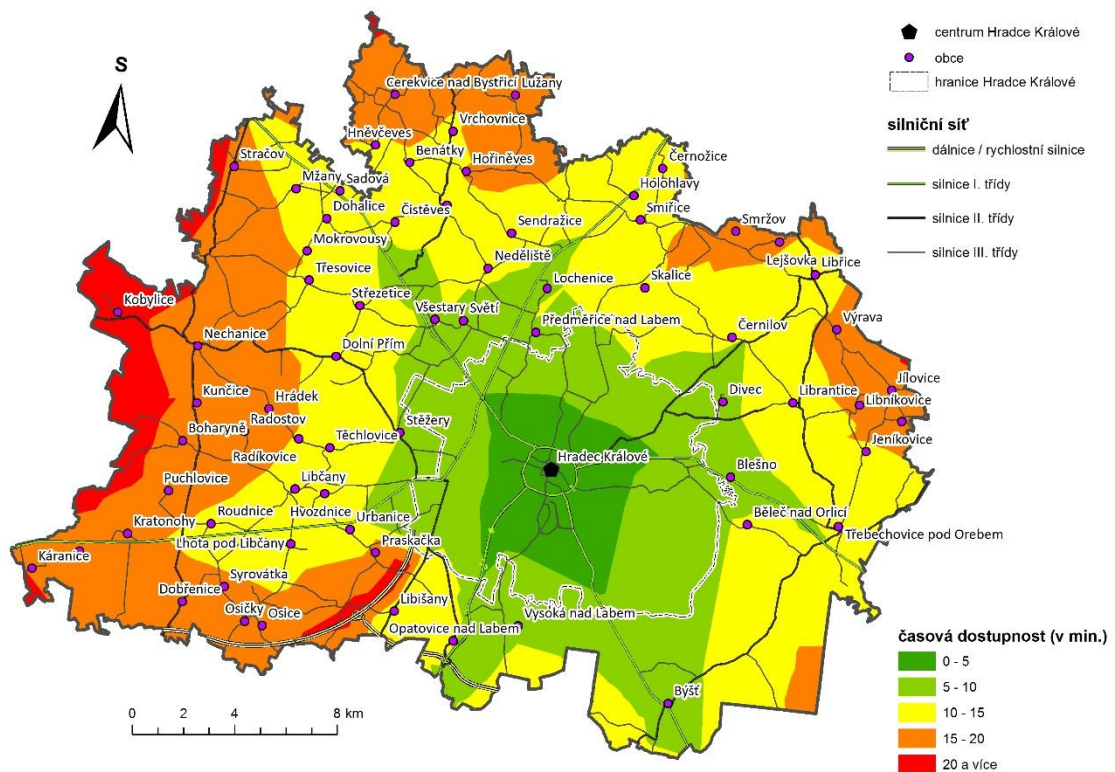 centrum Hradce Králové
obce
hranice Hradce Králové
silniční síť
dálnice / rychlostní silnice
silnice I. třídy
silnice II. třídy
silnice III. třídy
S
Cerekvice nad Bystřicí
Lužany
Vrchovnice
Hněvčeves
Benátky
Hořiněves
Stračov
Mžany
Sadová
Černožice
Holohlavy
Smiřice
Dohalice
Čistěves
Sendražice
Smržov
Mokrovousy
Neděliště
Lejšovka
Libřice
Třesovice
Lochenice
Skalice
Kobylice
Střezetice
Všestary
Světí
Předměřice nad Labem
Výrava
Nechanice
Dolní Přím
Černilov
Jílovice
Kunčice
Hrádek
Divec
Librantice
Libníkovice
Radostov
Stěžery
Boharyně
Těchlovice
Jeníkovice
Radíkovice
Hradec Králové
Blešno
Puchlovice
Libčany
Hvozdnice
Roudnice
Urbanice
Běleč nad Orlicí
Kratonohy
Třebechovice pod Orebem
Lhota pod Libčany
Praskačka
Káranice
Syrovátka
Dobřenice
Osičky
Osice
Libišany
Vysoká nad Labem
Opatovice nad Labem
Býšť
0 2 4 8 km
časová dostupnost (v min.)
0 - 5
5 - 10
10 - 15
15 - 20
20 a více